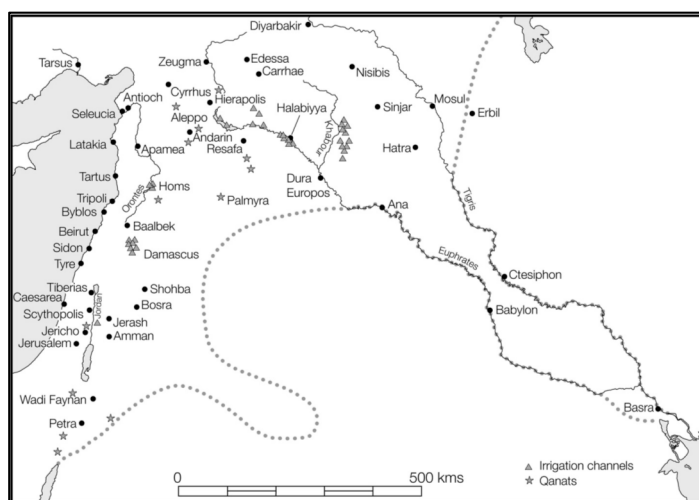 Diyarbakir
Tarsus
Zeugma
Edessa
Carrhae
Nisibis
Cyrrhus
Antioch
Hierapolis
Seleucia
Sinjar
Mosul
Erbil
Halabiyya
Aleppo
Andarin
Khabour
Latakia
Apamea
Resafa
Hatra
Tartus
Dura
Europos
Homs
Orontes
Tripoli
Palmyra
Ana
Tigris
Byblos
Baalbek
Beirut
Sidon
Damascus
Euphrates
Tyre
Ctesiphon
Tiberias
Shohba
Caesarea
Jordan
Bosra
Babylon
Scythopolis
Jerash
Jericho
Amman
Jerusalem
Wadi Faynan
Basra
Petra
0
500 kms
Irrigation channels
Qanats